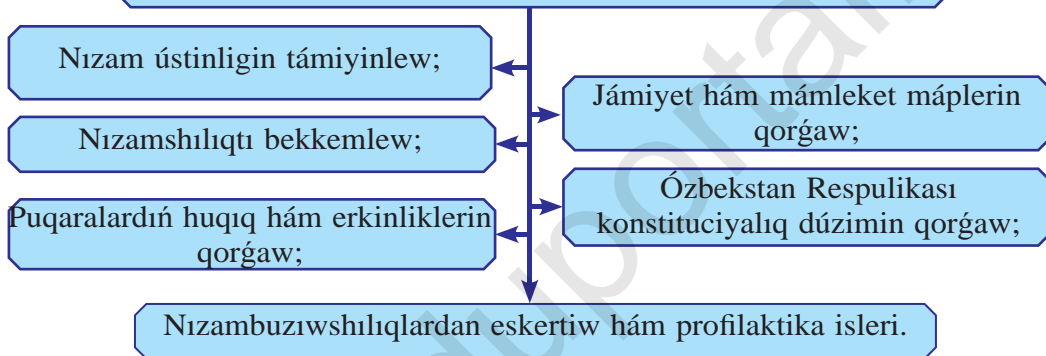 Nızam ústinligin támiyinlew;
Jámiyet hám mámleket máplerin
qorǵaw;
Nızamshılıqtı bekkemlew;
Ózbekstan Respulikası
konstituciyalıq dúzimin qorǵaw;
Puqaralardıń huqıq hám erkinliklerin
qorǵaw;
Nızambuzıwshılıqlardan eskertiw hám profilaktika isleri.